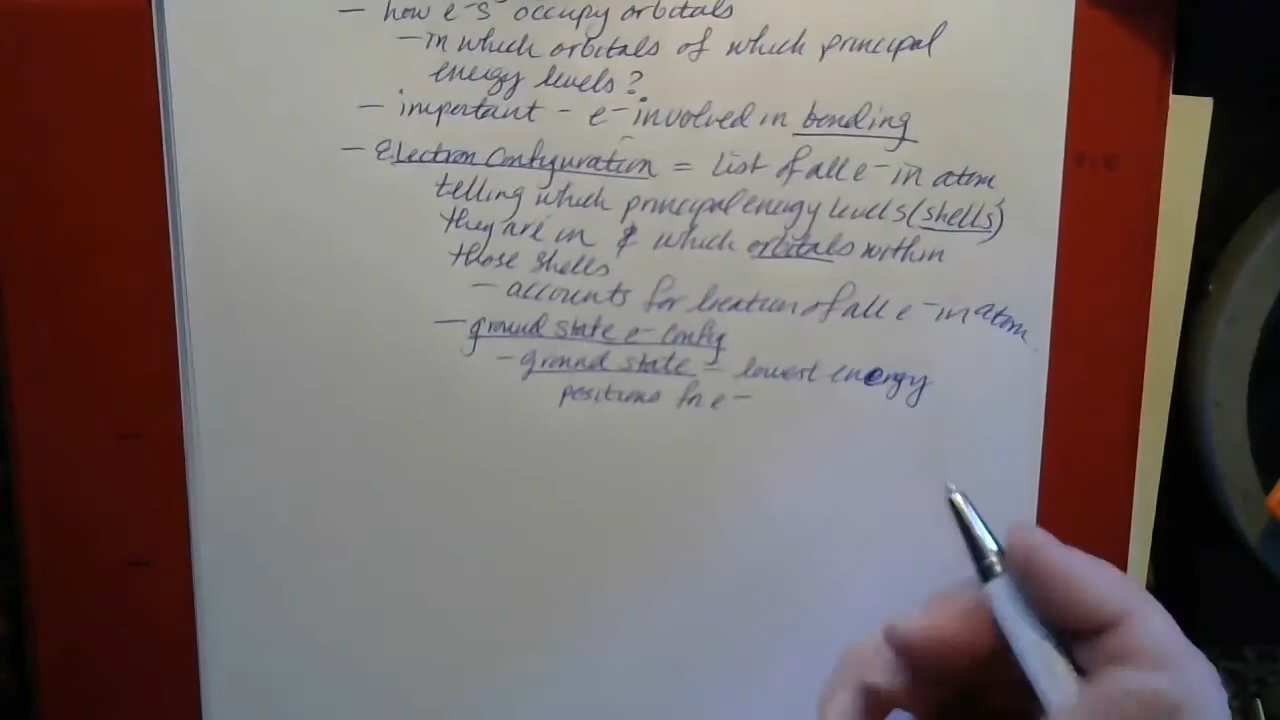 — how e⁻s occupy orbitals
— in which orbitals of which principal
energy levels?
— important - e⁻ involved in bonding
— Electron Configuration = list of all e⁻ in atom
telling which principal energy levels (shells)
they are in & which orbitals within
those shells
— accounts for location of all e⁻ in atom
— ground state e⁻ config
— ground state = lowest energy
positions for e⁻